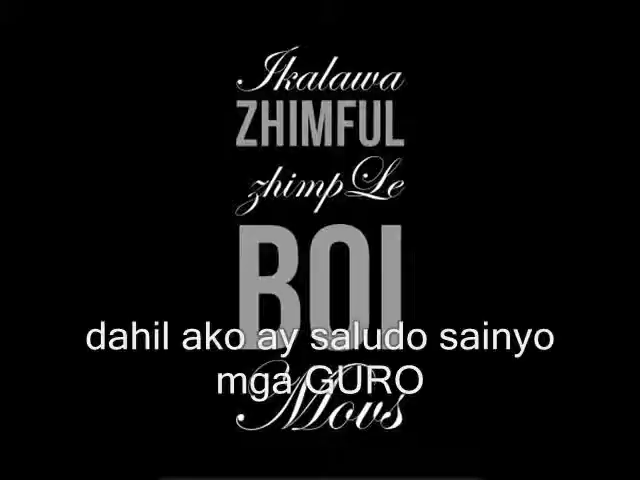 Ikalawa
ZHIMFUL
zhimpLe
BOI
dahil ako ay saludo sainyo
mga GURO
Movs